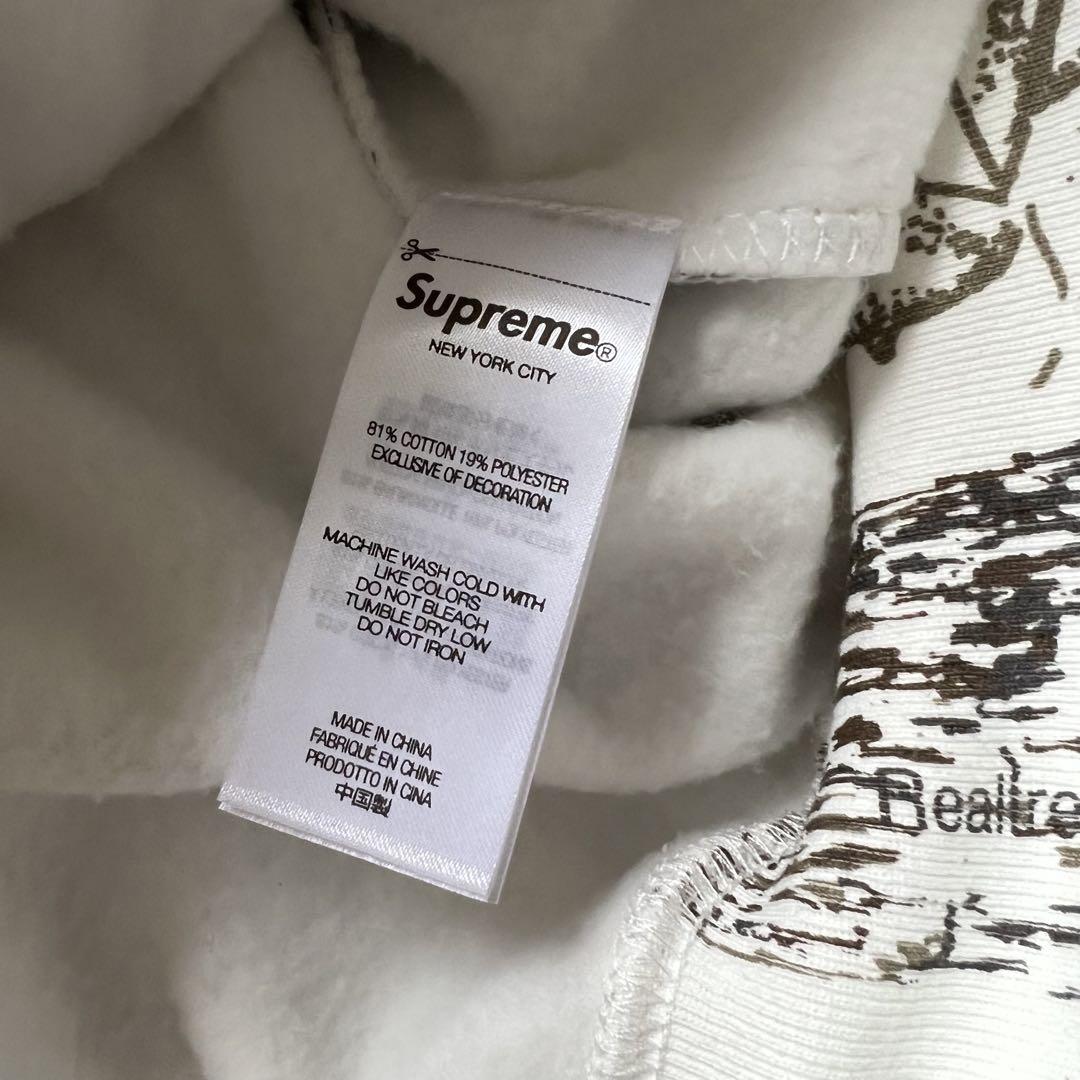 Supreme®
NEW YORK CITY
81% COTTON 19% POLYESTER
EXCLUSIVE OF DECORATION
MACHINE WASH COLD WITH
LIKE COLORS
DO NOT BLEACH
TUMBLE DRY LOW
DO NOT IRON
MADE IN CHINA
FABRIQUÉ EN CHINE
PRODOTTO IN CINA
中国製
Realtre